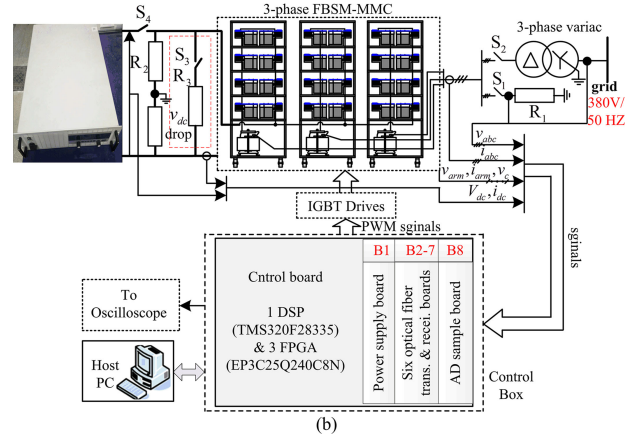 3-phase FBSM-MMC
S4
R2
S3
R3
vdc
drop
3-phase variac
S2
Δ
Y
S1
R1
grid
380V/
50 HZ
vabc
iabc
varm, iarm, vc
Vdc, idc
IGBT Drives
PWM sginals
sginals
B1
B2-7
B8
Cntrol board
1 DSP
(TMS320F28335)
& 3 FPGA
(EP3C25Q240C8N)
Power supply board
Six optical fiber
trans. & recei. boards
AD sample board
To
Oscilloscope
Host
PC
Control
Box
(b)